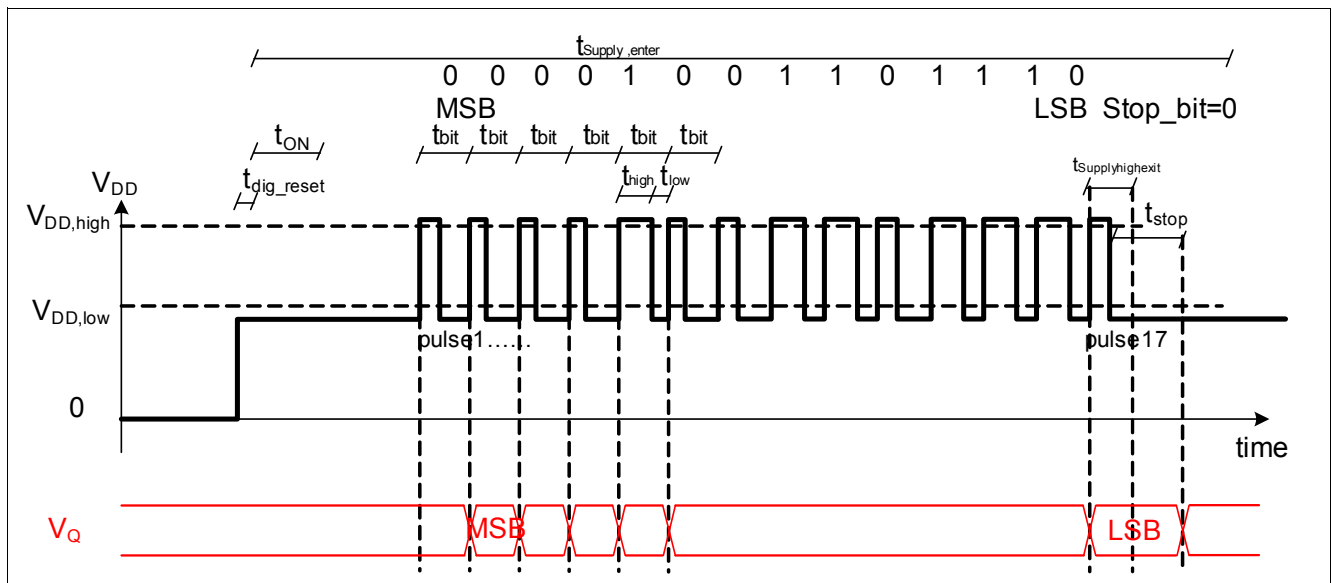 tSupply,enter
0 0 0 0 1 0 0 1 1 0 1 1 1 0
MSB LSB Stop_bit=0
tON tbit tbit tbit tbit tbit tbit
tSupplyhighexit
tdig_reset thigh tlow
VDD
VDD,high tstop
VDD,low
pulse1...... pulse17
0
time
VQ MSB LSB